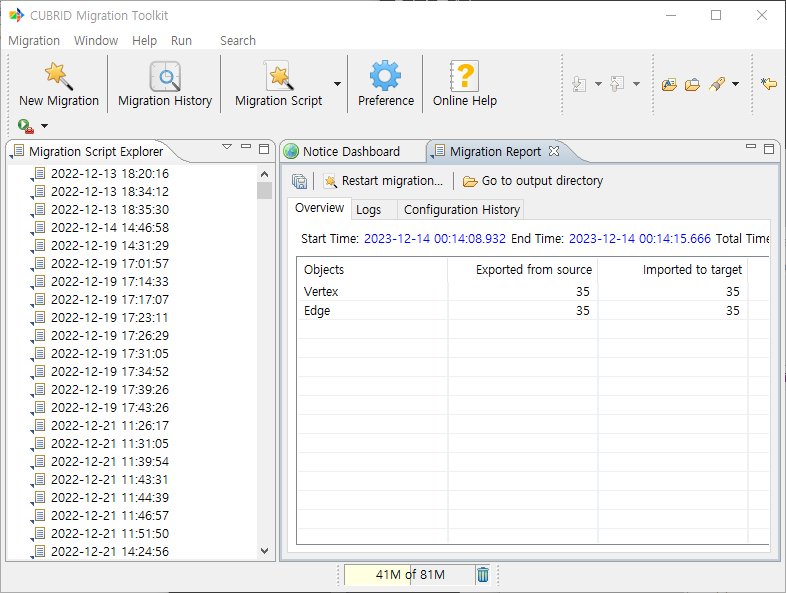 CUBRID Migration Toolkit
Migration Window Help Run Search
New Migration Migration History Migration Script Preference Online Help
Migration Script Explorer
2022-12-13 18:20:16
2022-12-13 18:34:12
2022-12-13 18:35:30
2022-12-14 14:46:58
2022-12-19 14:31:29
2022-12-19 17:01:57
2022-12-19 17:14:33
2022-12-19 17:17:07
2022-12-19 17:23:11
2022-12-19 17:26:29
2022-12-19 17:31:05
2022-12-19 17:34:52
2022-12-19 17:39:26
2022-12-19 17:43:26
2022-12-21 11:26:17
2022-12-21 11:31:05
2022-12-21 11:39:54
2022-12-21 11:43:31
2022-12-21 11:44:39
2022-12-21 11:46:57
2022-12-21 11:51:50
2022-12-21 14:24:56
Notice Dashboard Migration Report
Restart migration... Go to output directory
Overview Logs Configuration History
Start Time: 2023-12-14 00:14:08.932 End Time: 2023-12-14 00:14:15.666 Total Time
Objects Exported from source Imported to target
Vertex 35 35
Edge 35 35
41M of 81M